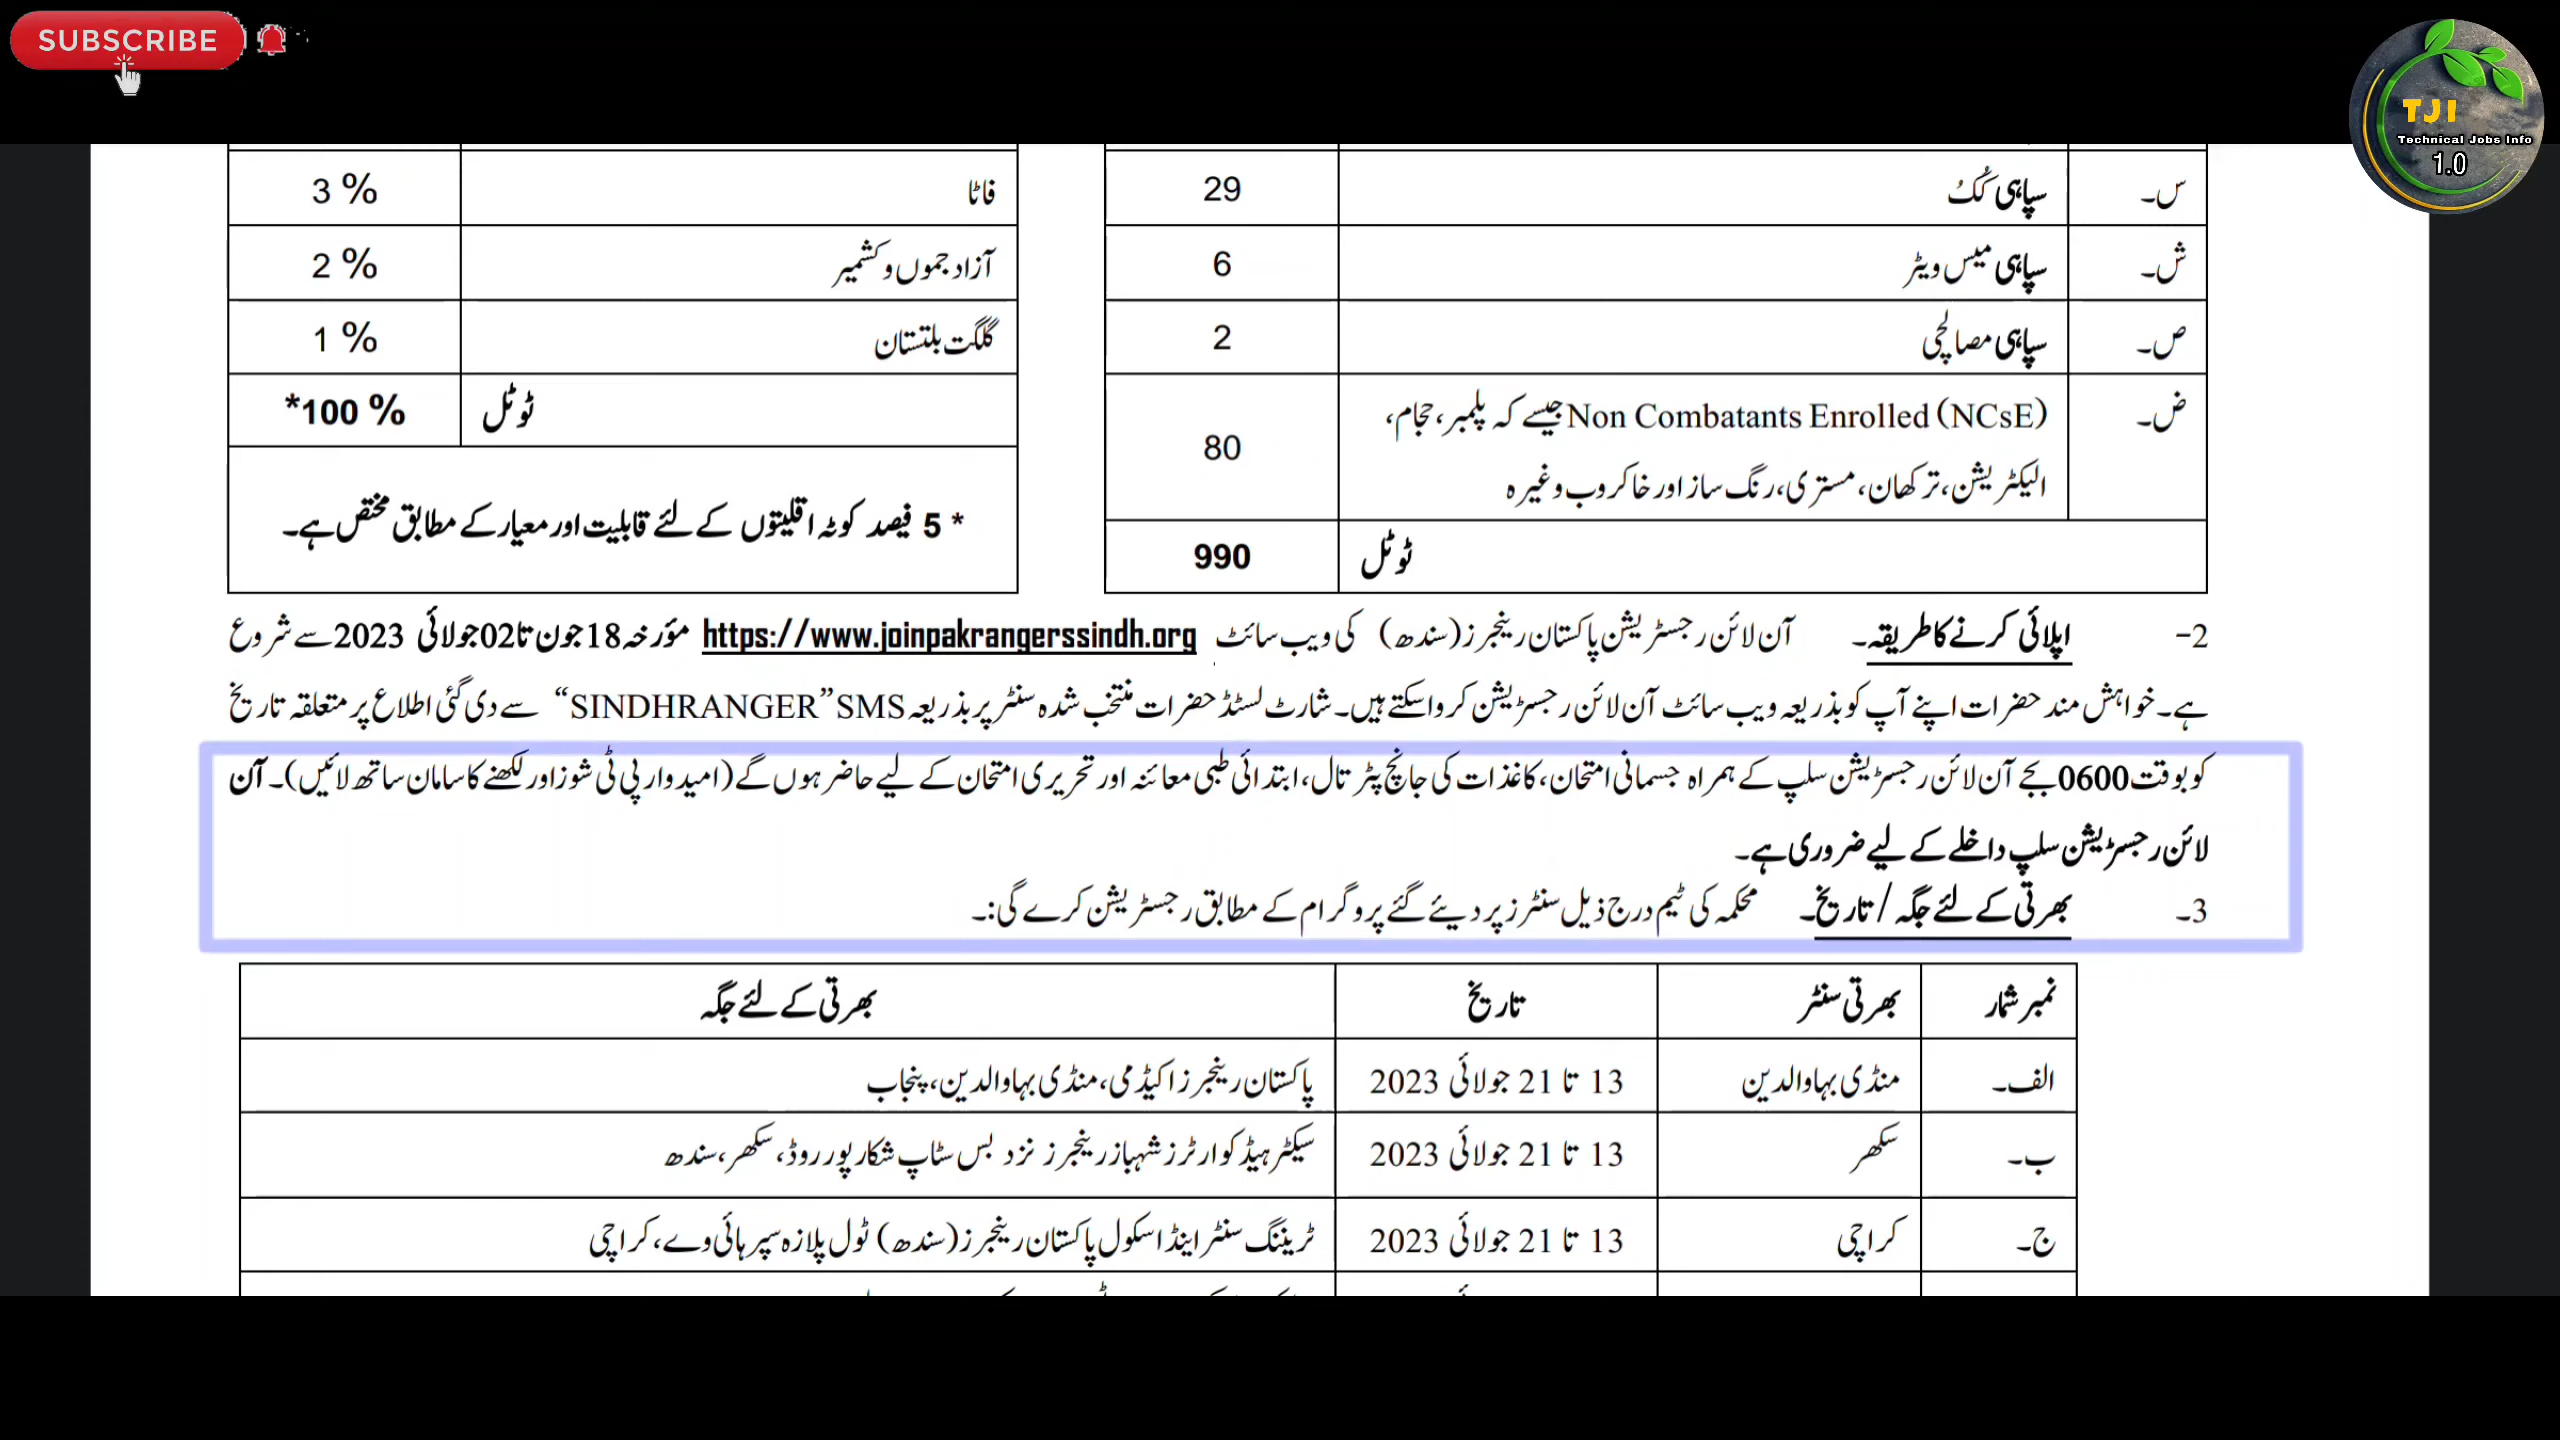 SUBSCRIBE
TJI
Technical Jobs Info
1.0
س۔ سپاہی کُک 29
ش۔ سپاہی میس ویٹر 6
ص۔ سپاہی مصالچی 2
ض۔ Non Combatants Enrolled (NCsE) جیسے کہ پلمبر، حجام،
الیکٹریشن، ترکھان، مستری، رنگ ساز اور خاکروب وغیرہ 80
ٹوٹل 990
فاٹا 3 %
آزاد جموں و کشمیر 2 %
گلگت بلتستان 1 %
ٹوٹل *100 %
* 5 فیصد کوٹہ اقلیتوں کے لئے قابلیت اور معیار کے مطابق مختص ہے۔
2- اپلائی کرنے کا طریقہ۔ آن لائن رجسٹریشن پاکستان رینجرز (سندھ) کی ویب سائٹ https://www.joinpakrangerssindh.org مؤرخہ 18 جون تا 02 جولائی 2023 سے شروع
ہے۔ خواہش مند حضرات اپنے آپ کو بذریعہ ویب سائٹ آن لائن رجسٹریشن کروا سکتے ہیں۔ شارٹ لسٹڈ حضرات منتخب شدہ سنٹر پر بذریعہ SMS ”SINDHRANGER“ سے دی گئی اطلاع پر متعلقہ تاریخ
کو بوقت 0600 بجے آن لائن رجسٹریشن سلپ کے ہمراہ جسمانی امتحان، کاغذات کی جانچ پڑتال، ابتدائی طبی معائنہ اور تحریری امتحان کے لیے حاضر ہوں گے (امیدوار پی ٹی شوز اور لکھنے کا سامان ساتھ لائیں)۔ آن
لائن رجسٹریشن سلپ داخلے کے لیے ضروری ہے۔
3۔ بھرتی کے لئے جگہ / تاریخ۔ محکمہ کی ٹیم درج ذیل سنٹرز پر دیئے گئے پروگرام کے مطابق رجسٹریشن کرے گی:۔
نمبر شمار بھرتی سنٹر تاریخ بھرتی کے لئے جگہ
الف۔ منڈی بہاوالدین 13 تا 21 جولائی 2023 پاکستان رینجرز اکیڈمی، منڈی بہاوالدین، پنجاب
ب۔ سکھر 13 تا 21 جولائی 2023 سیکٹر ہیڈ کوارٹرز شہباز رینجرز نزد بس سٹاپ شکارپور روڈ، سکھر، سندھ
ج۔ کراچی 13 تا 21 جولائی 2023 ٹریننگ سنٹر اینڈ اسکول پاکستان رینجرز (سندھ) ٹول پلازہ سپر ہائی وے، کراچی